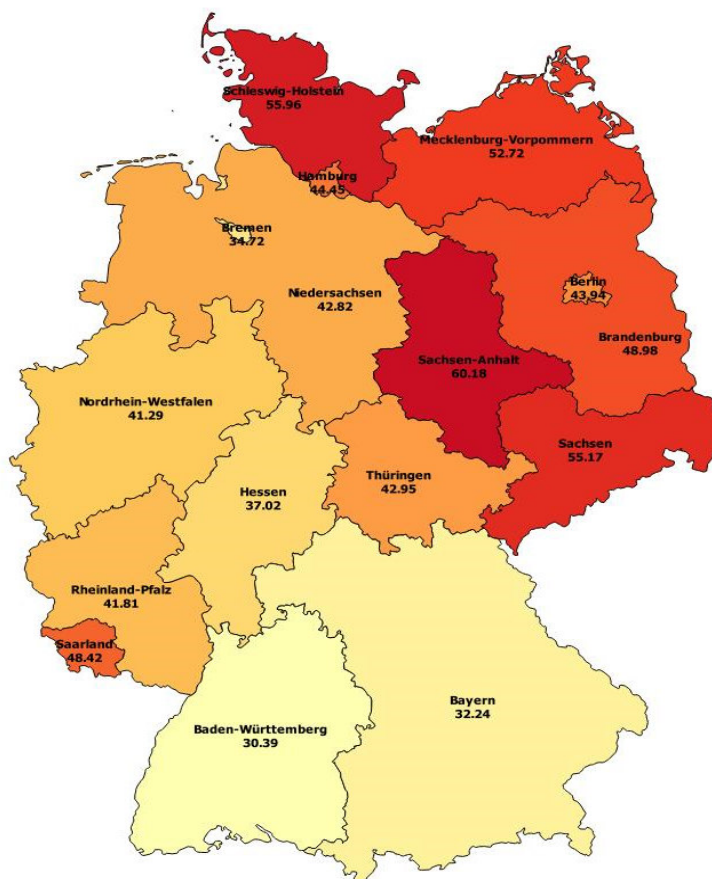 Schleswig-Holstein
55.96
Mecklenburg-Vorpommern
52.72
Hamburg
44.45
Bremen
34.72
Berlin
43.94
Niedersachsen
42.82
Brandenburg
48.98
Sachsen-Anhalt
60.18
Nordrhein-Westfalen
41.29
Sachsen
55.17
Thüringen
42.95
Hessen
37.02
Rheinland-Pfalz
41.81
Saarland
48.42
Bayern
32.24
Baden-Württemberg
30.39